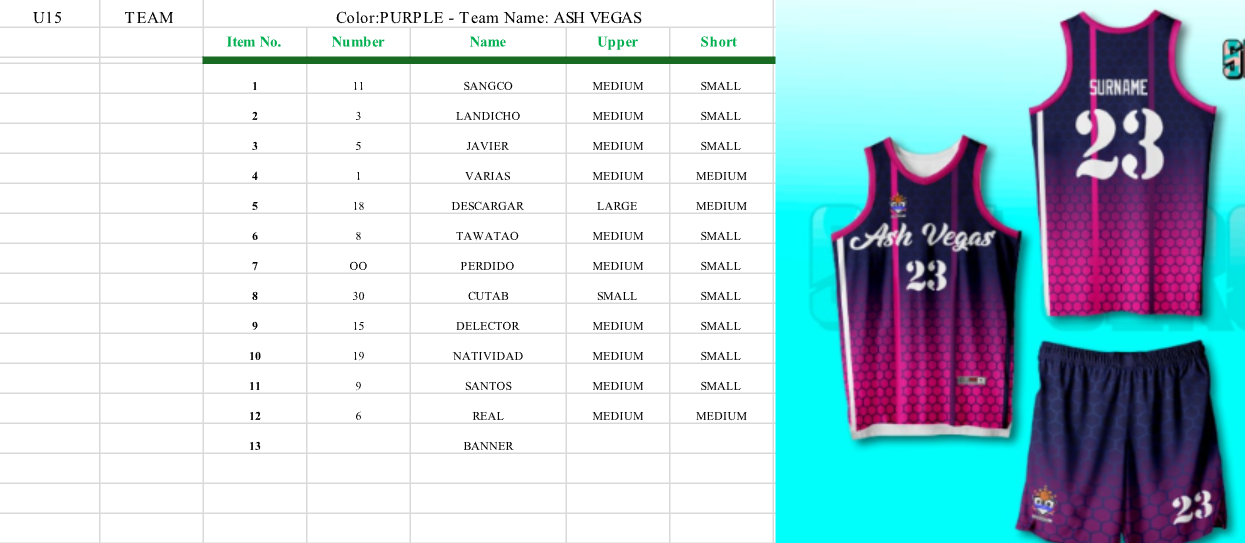 U15 TEAM Color:PURPLE - Team Name: ASH VEGAS
Item No. Number Name Upper Short
1 11 SANGCO MEDIUM SMALL
2 3 LANDICHO MEDIUM SMALL
3 5 JAVIER MEDIUM SMALL
4 1 VARIAS MEDIUM MEDIUM
5 18 DESCARGAR LARGE MEDIUM
6 8 TAWATAO MEDIUM SMALL
7 OO PERDIDO MEDIUM SMALL
8 30 CUTAB SMALL SMALL
9 15 DELECTOR MEDIUM SMALL
10 19 NATIVIDAD MEDIUM SMALL
11 9 SANTOS MEDIUM SMALL
12 6 REAL MEDIUM MEDIUM
13 BANNER
SURNAME
23
Ash Vegas
23
23